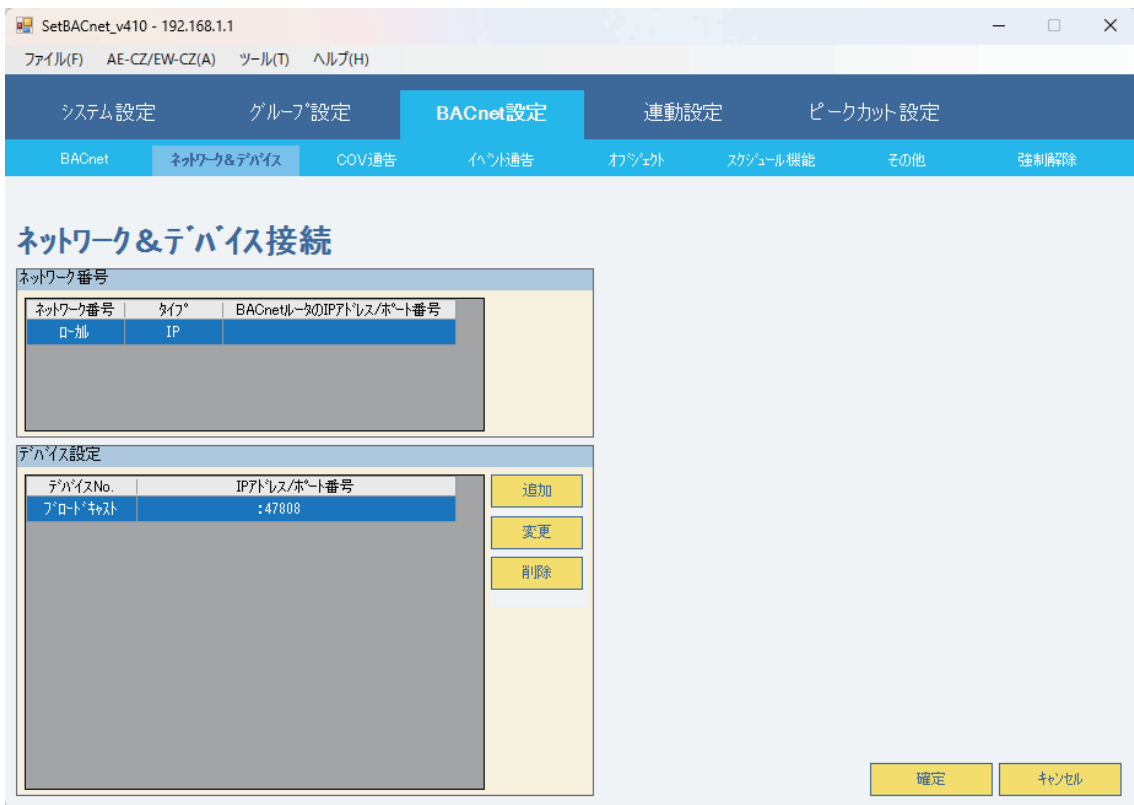 SetBACnet_v410 - 192.168.1.1
ファイル(F) AE-CZ/EW-CZ(A) ツール(T) ヘルプ(H)
システム設定 グループ設定 BACnet設定 連動設定 ピークカット設定
BACnet ネットワーク&デバイス COV通告 イベント通告 オブジェクト スケジュール機能 その他 強制解除
ネットワーク&デバイス接続
ネットワーク番号
ネットワーク番号 タイプ BACnetルータのIPアドレス/ポート番号
ローカル IP
デバイス設定
デバイスNo. IPアドレス/ポート番号
ブロードキャスト :47808
追加
変更
削除
確定 キャンセル